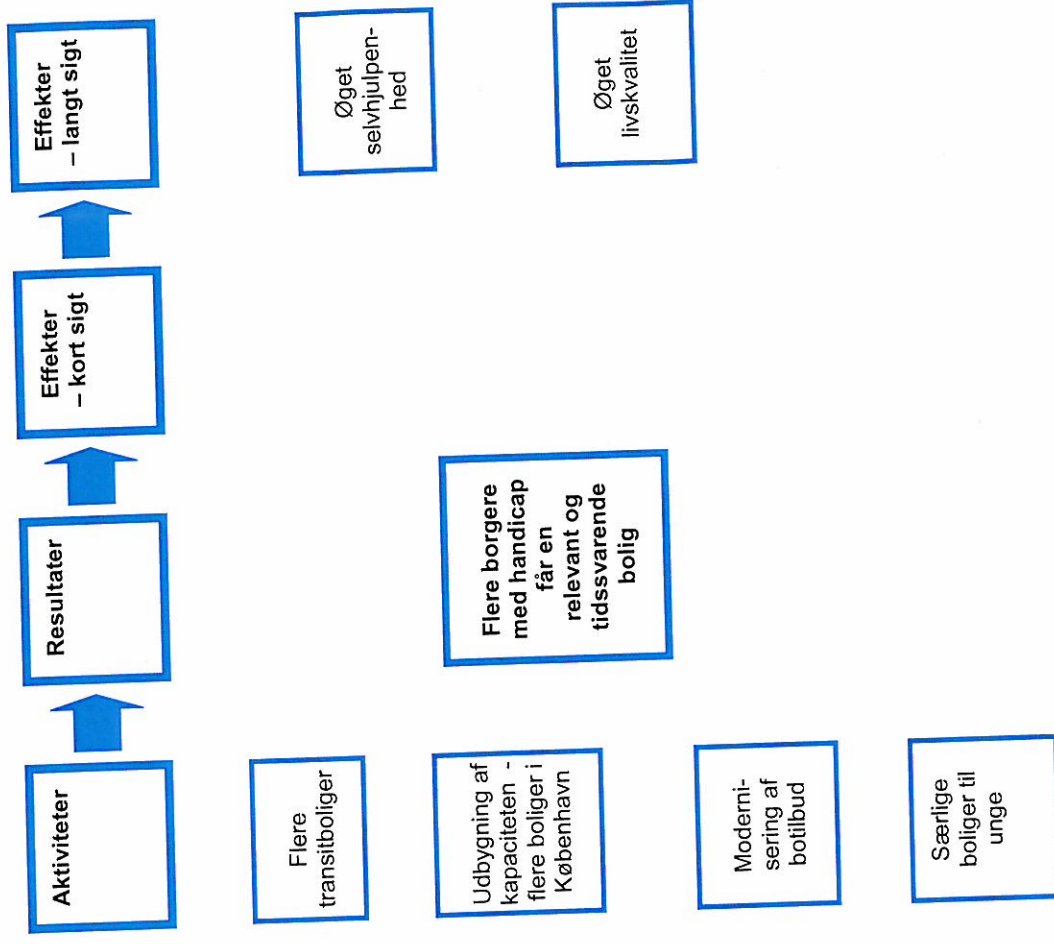 Aktiviteter
Resultater
Effekter
– kort sigt
Effekter
– langt sigt
Flere
transitboliger
Udbygning af
kapaciteten -
flere boliger i
København
Moderni-
sering af
botilbud
Særlige
boliger til
unge
Flere borgere
med handicap
får en
relevant og
tidssvarende
bolig
Øget
selvhjulpen-
hed
Øget
livskvalitet